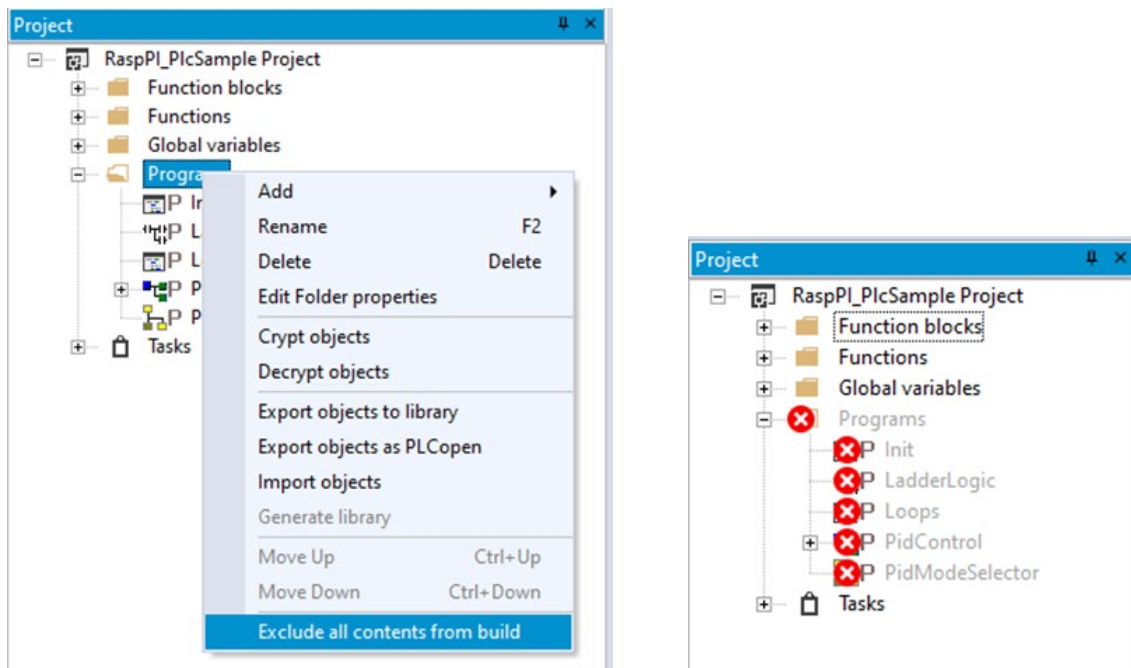 Project
RaspPI_PlcSample Project
Function blocks
Functions
Global variables
Add
Rename F2
Delete Delete
Edit Folder properties
Crypt objects
Decrypt objects
Export objects to library
Export objects as PLCopen
Import objects
Generate library
Move Up Ctrl+Up
Move Down Ctrl+Down
Exclude all contents from build
P
P
P
P
P
Tasks
Project
RaspPI_PlcSample Project
Function blocks
Functions
Global variables
Programs
P Init
P LadderLogic
P Loops
P PidControl
P PidModeSelector
Tasks